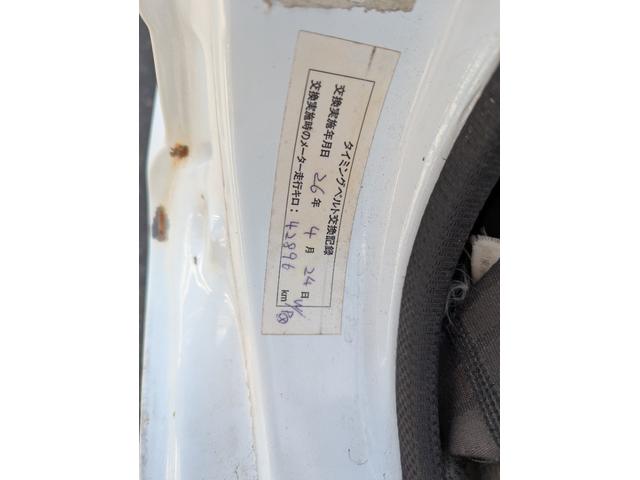 タイミングベルト交換記録
交換実施年月日 26年 4月 24日 W/P
交換実施時のメーター走行キロ: 42896 km